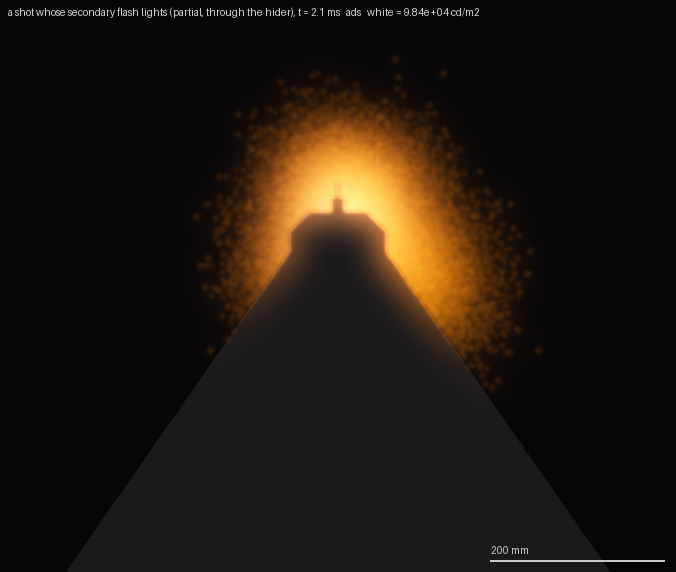 a shot whose secondary flash lights (partial, through the hider), t = 2.1 ms  ads  white = 9.84e+04 cd/m2
200 mm